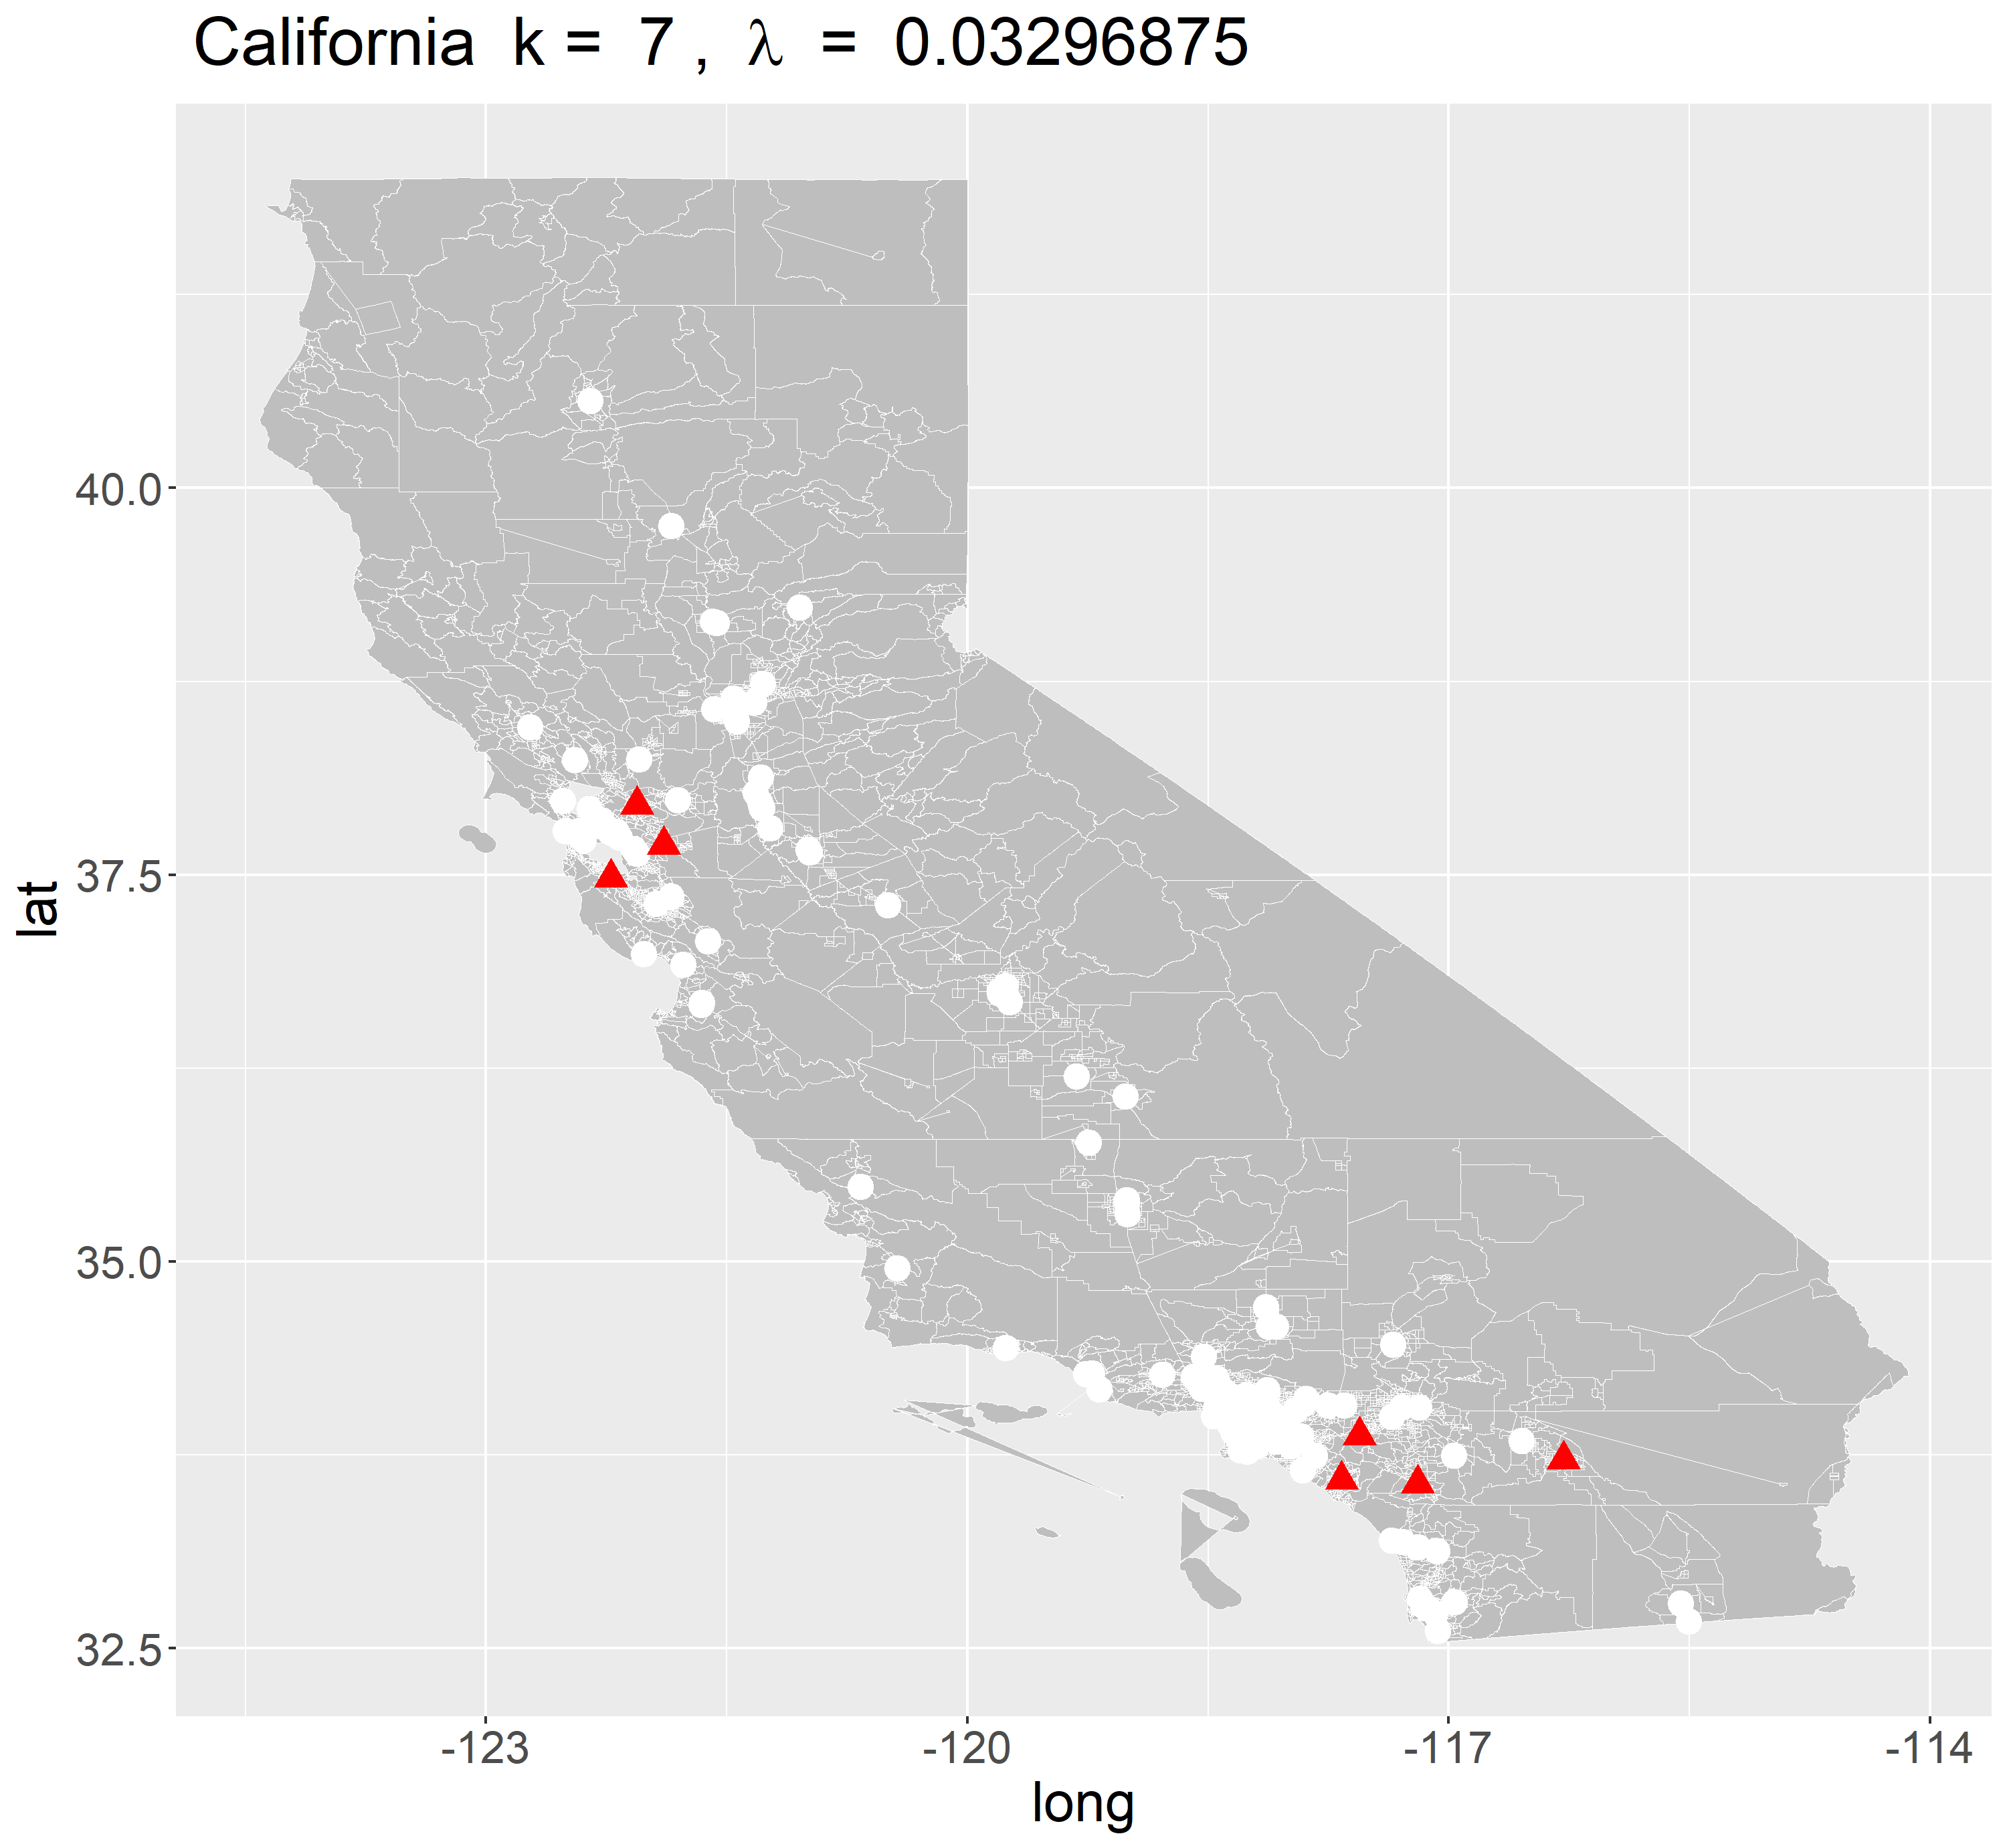 California k = 7 , λ = 0.03296875
lat
40.0
37.5
35.0
32.5
-123 -120 -117 -114
long